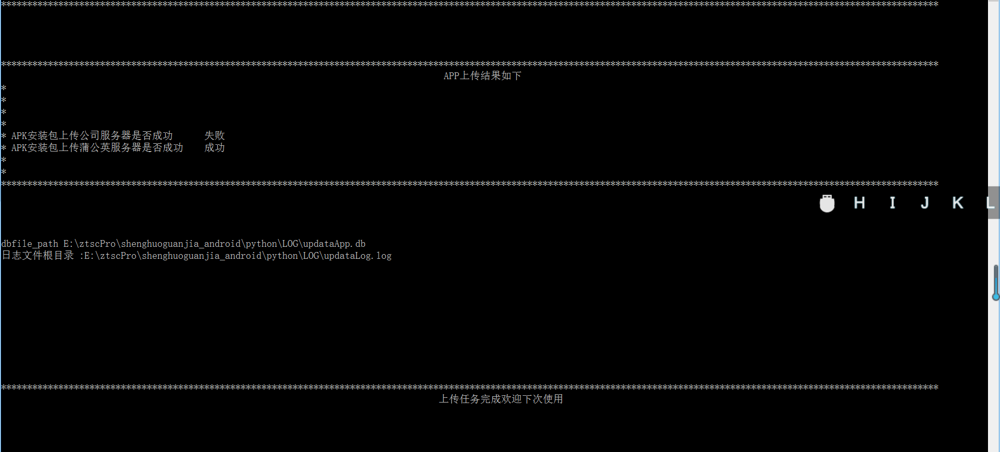 ************************************************************************************************************************************************************************************
************************************************************************************************************************************************************************************
APP上传结果如下
*
*
*
*
* APK安装包上传公司服务器是否成功 失败
* APK安装包上传蒲公英服务器是否成功 成功
*
*
************************************************************************************************************************************************************************************
H I J K L
dbfile_path E:\ztscPro\shenghuoguanjia_android\python\LOG\updataApp.db
日志文件根目录 :E:\ztscPro\shenghuoguanjia_android\python\LOG\updataLog.log
************************************************************************************************************************************************************************************
上传任务完成欢迎下次使用